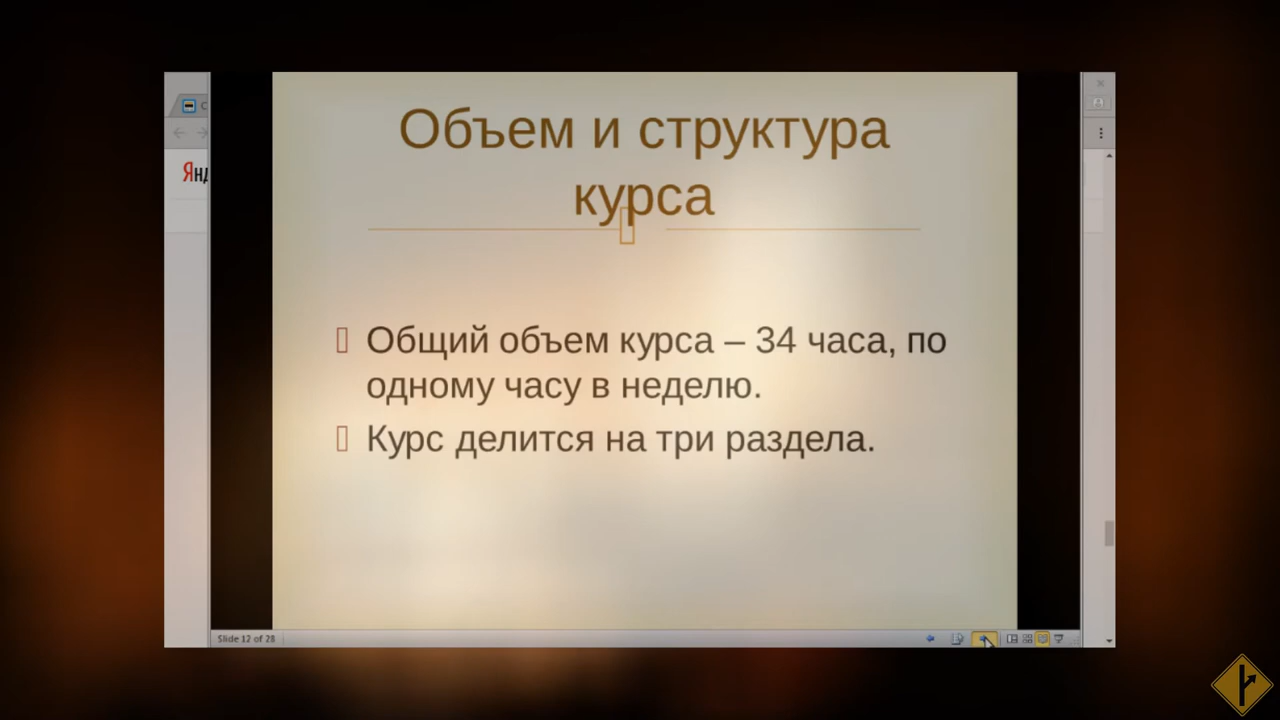 Объем и структура
курса
Общий объем курса – 34 часа, по
одному часу в неделю.
Курс делится на три раздела.
Slide 12 of 28
С
Янд